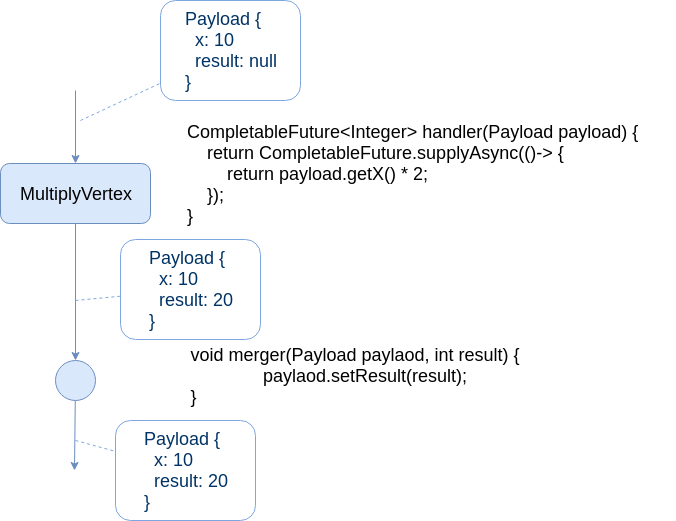 Payload {
x: 10
result: null
}
CompletableFuture<Integer> handler(Payload payload) {
return CompletableFuture.supplyAsync(()-> {
return payload.getX() * 2;
});
}
MultiplyVertex
Payload {
x: 10
result: 20
}
void merger(Payload paylaod, int result) {
paylaod.setResult(result);
}
Payload {
x: 10
result: 20
}